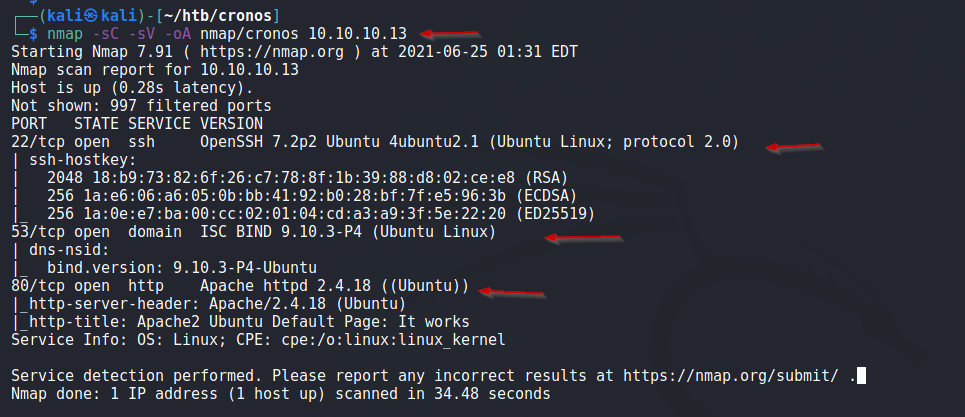 ┌──(kali㉿kali)-[~/htb/cronos]
└─$ nmap -sC -sV -oA nmap/cronos 10.10.10.13
Starting Nmap 7.91 ( https://nmap.org ) at 2021-06-25 01:31 EDT
Nmap scan report for 10.10.10.13
Host is up (0.28s latency).
Not shown: 997 filtered ports
PORT   STATE SERVICE VERSION
22/tcp open  ssh     OpenSSH 7.2p2 Ubuntu 4ubuntu2.1 (Ubuntu Linux; protocol 2.0)
| ssh-hostkey:
|   2048 18:b9:73:82:6f:26:c7:78:8f:1b:39:88:d8:02:ce:e8 (RSA)
|   256 1a:e6:06:a6:05:0b:bb:41:92:b0:28:bf:7f:e5:96:3b (ECDSA)
|_  256 1a:0e:e7:ba:00:cc:02:01:04:cd:a3:a9:3f:5e:22:20 (ED25519)
53/tcp open  domain  ISC BIND 9.10.3-P4 (Ubuntu Linux)
| dns-nsid:
|_  bind.version: 9.10.3-P4-Ubuntu
80/tcp open  http    Apache httpd 2.4.18 ((Ubuntu))
|_http-server-header: Apache/2.4.18 (Ubuntu)
|_http-title: Apache2 Ubuntu Default Page: It works
Service Info: OS: Linux; CPE: cpe:/o:linux:linux_kernel

Service detection performed. Please report any incorrect results at https://nmap.org/submit/ .
Nmap done: 1 IP address (1 host up) scanned in 34.48 seconds